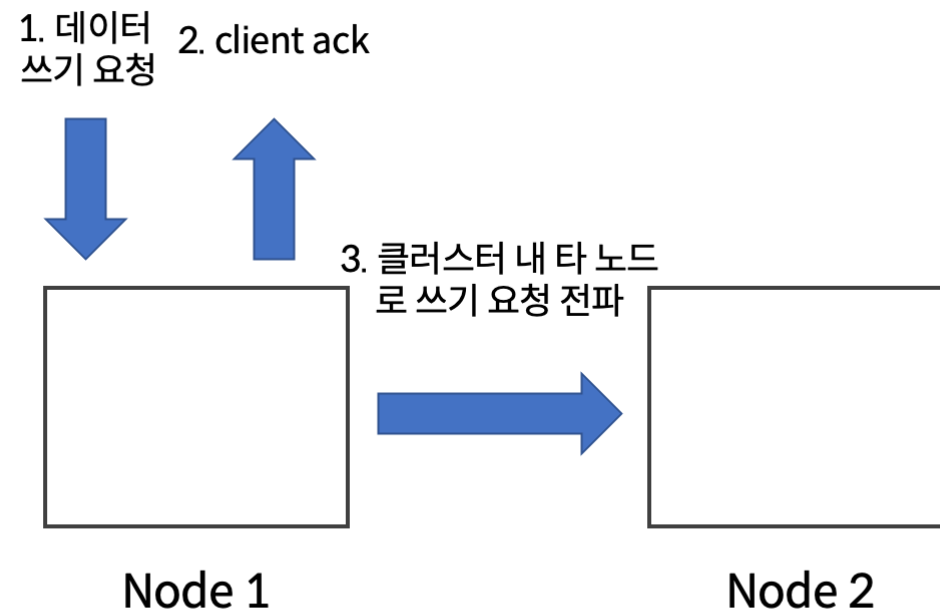 1. 데이터
쓰기 요청
2. client ack
3. 클러스터 내 타 노드
로 쓰기 요청 전파
Node 1
Node 2